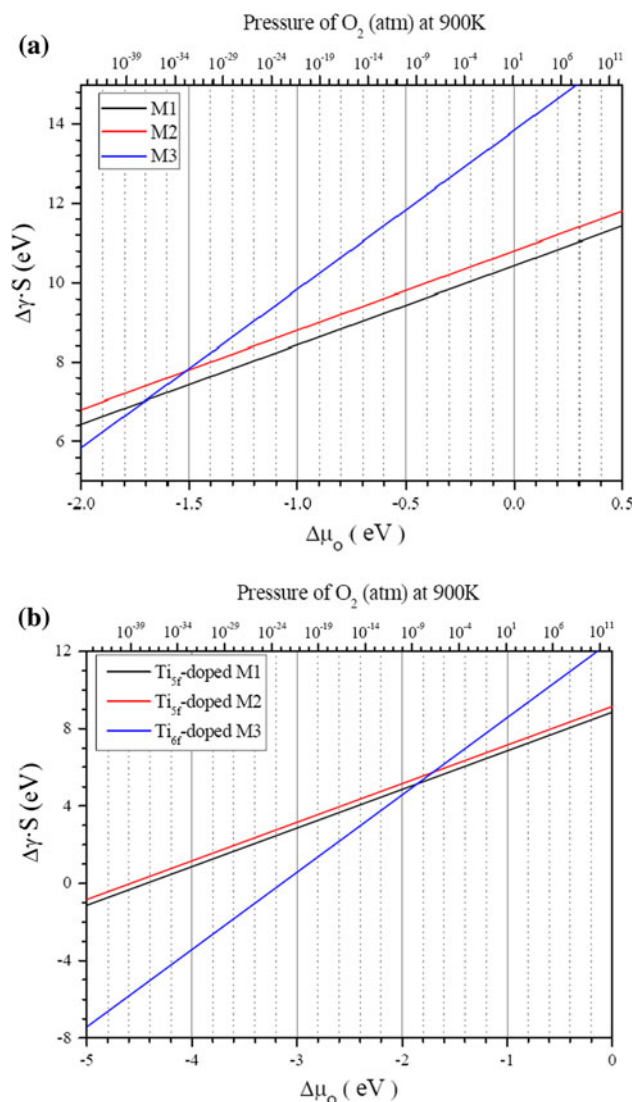 (a)
Pressure of O₂ (atm) at 900K
10⁻³⁹ 10⁻³⁴ 10⁻²⁹ 10⁻²⁴ 10⁻¹⁹ 10⁻¹⁴ 10⁻⁹ 10⁻⁴ 10¹ 10⁶ 10¹¹
M1
M2
M3
14
12
10
8
6
Δγ·S (eV)
-2.0 -1.5 -1.0 -0.5 0.0 0.5
Δμₒ ( eV )
(b)
Pressure of O₂ (atm) at 900K
10⁻³⁹ 10⁻³⁴ 10⁻²⁹ 10⁻²⁴ 10⁻¹⁹ 10⁻¹⁴ 10⁻⁹ 10⁻⁴ 10¹ 10⁶ 10¹¹
Ti₅f-doped M1
Ti₅f-doped M2
Ti₆f-doped M3
12
8
4
0
-4
-8
Δγ·S (eV)
-5 -4 -3 -2 -1 0
Δμₒ ( eV )